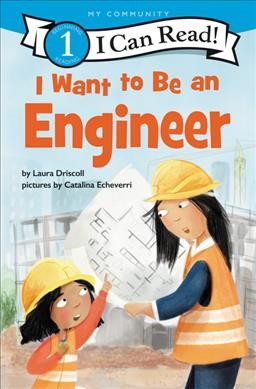 MY COMMUNITY
BEGINNING
1
READING
I Can Read!
I Want to Be an
Engineer
by Laura Driscoll
pictures by Catalina Echeverri